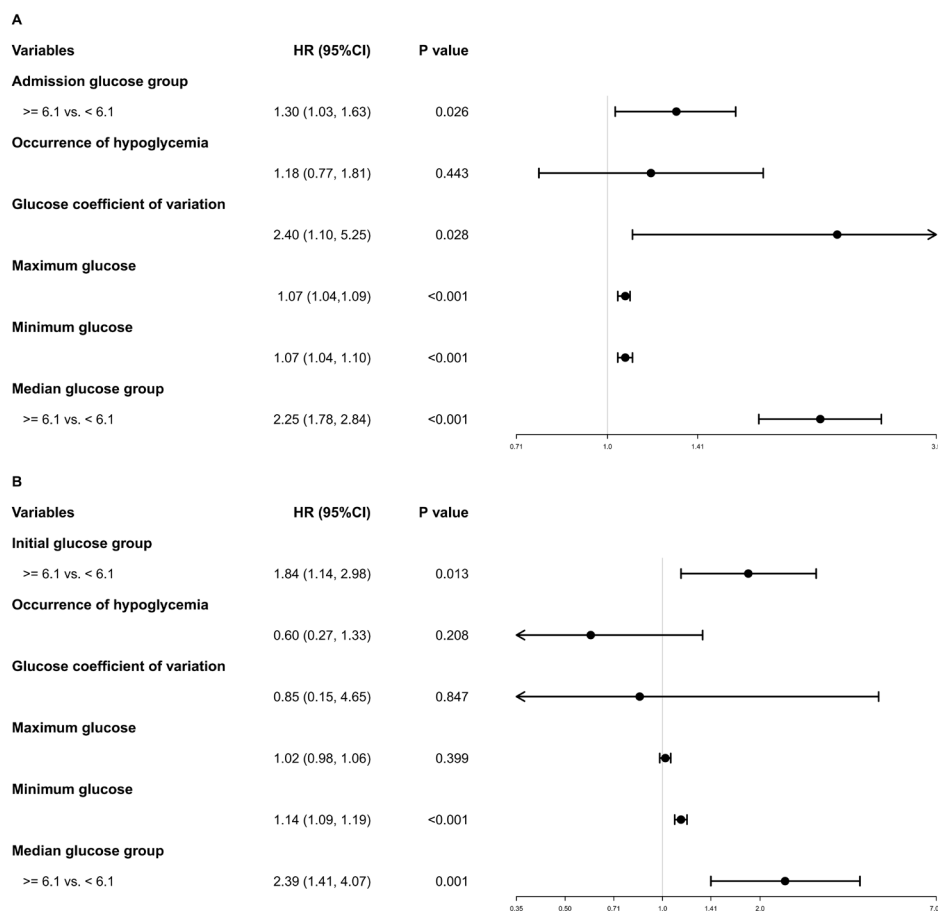 A
Variables HR (95%CI) P value
Admission glucose group
>= 6.1 vs. < 6.1 1.30 (1.03, 1.63) 0.026
Occurrence of hypoglycemia
1.18 (0.77, 1.81) 0.443
Glucose coefficient of variation
2.40 (1.10, 5.25) 0.028
Maximum glucose
1.07 (1.04,1.09) <0.001
Minimum glucose
1.07 (1.04, 1.10) <0.001
Median glucose group
>= 6.1 vs. < 6.1 2.25 (1.78, 2.84) <0.001
0.71 1.0 1.41
B
Variables HR (95%CI) P value
Initial glucose group
>= 6.1 vs. < 6.1 1.84 (1.14, 2.98) 0.013
Occurrence of hypoglycemia
0.60 (0.27, 1.33) 0.208
Glucose coefficient of variation
0.85 (0.15, 4.65) 0.847
Maximum glucose
1.02 (0.98, 1.06) 0.399
Minimum glucose
1.14 (1.09, 1.19) <0.001
Median glucose group
>= 6.1 vs. < 6.1 2.39 (1.41, 4.07) 0.001
0.35 0.50 0.71 1.0 1.41 2.0 7.0